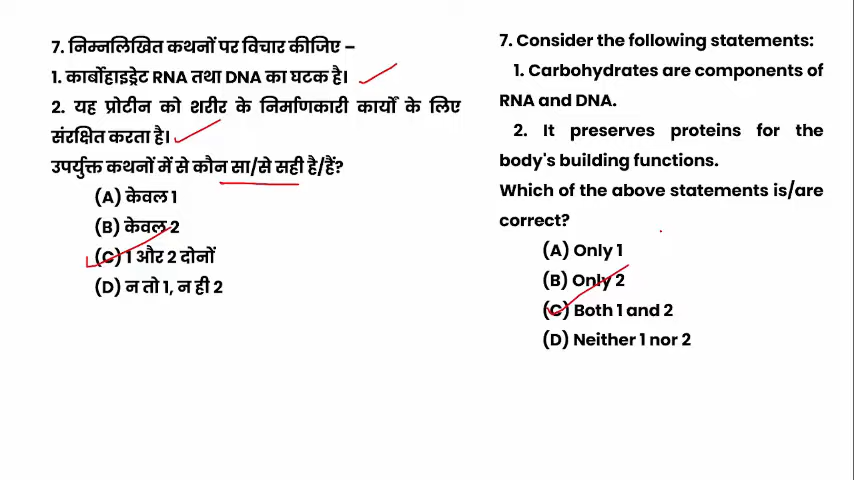 7. निम्नलिखित कथनों पर विचार कीजिए –
1. कार्बोहाइड्रेट RNA तथा DNA का घटक है।
2. यह प्रोटीन को शरीर के निर्माणकारी कार्यों के लिए
संरक्षित करता है।
उपर्युक्त कथनों में से कौन सा/से सही है/हैं?
(A) केवल 1
(B) केवल 2
(C) 1 और 2 दोनों
(D) न तो 1, न ही 2
7. Consider the following statements:
1. Carbohydrates are components of
RNA and DNA.
2. It preserves proteins for the
body's building functions.
Which of the above statements is/are
correct?
(A) Only 1
(B) Only 2
(C) Both 1 and 2
(D) Neither 1 nor 2